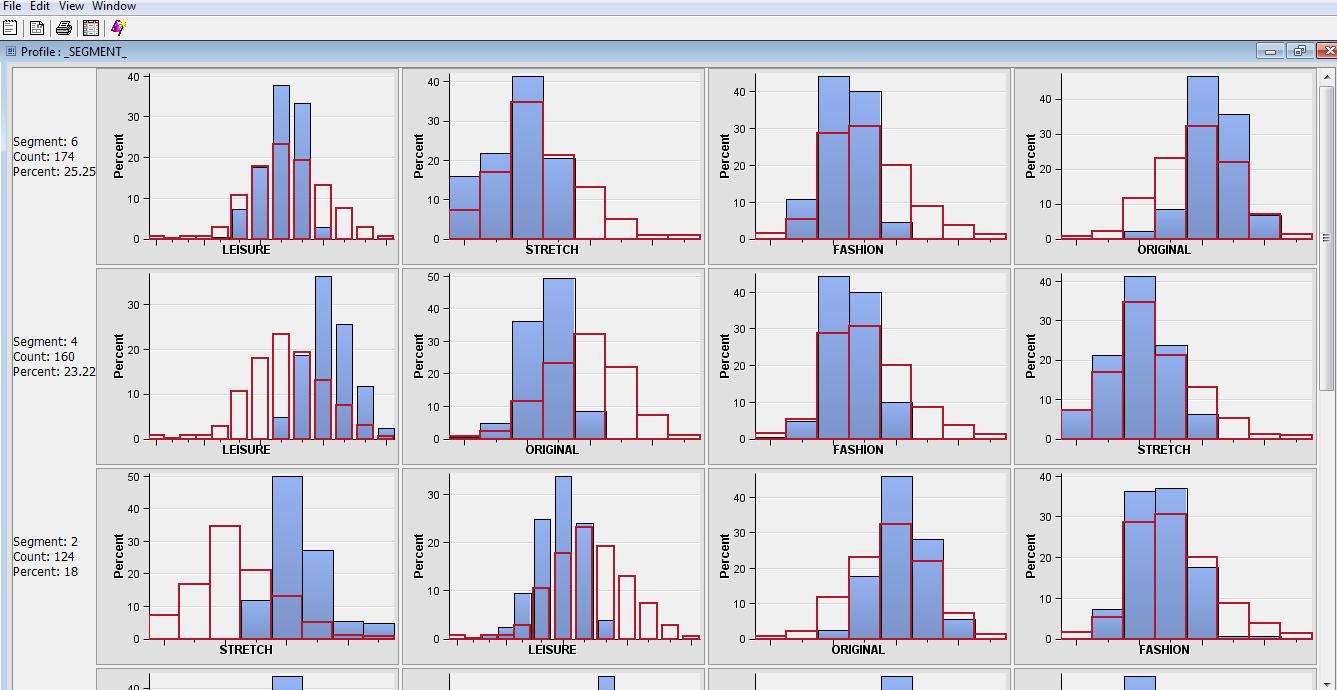 File Edit View Window
Profile : _SEGMENT_
Segment: 6
Count: 174
Percent: 25.25
Percent
40
30
20
10
0
LEISURE
Percent
40
30
20
10
0
STRETCH
Percent
40
30
20
10
0
FASHION
Percent
40
30
20
10
0
ORIGINAL
Segment: 4
Count: 160
Percent: 23.22
Percent
30
20
10
0
LEISURE
Percent
50
40
30
20
10
0
ORIGINAL
Percent
40
30
20
10
0
FASHION
Percent
40
30
20
10
0
STRETCH
Segment: 2
Count: 124
Percent: 18
Percent
50
40
30
20
10
0
STRETCH
Percent
30
20
10
0
LEISURE
Percent
40
30
20
10
0
ORIGINAL
Percent
40
30
20
10
0
FASHION
40
40